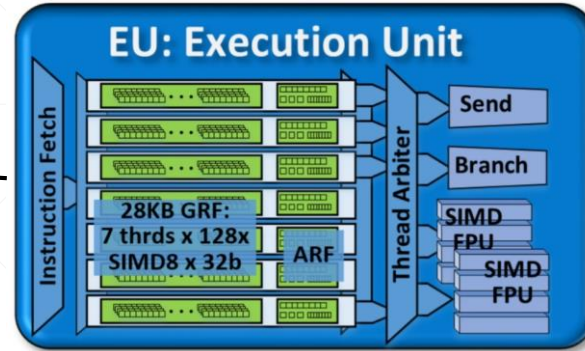 EU: Execution Unit
Instruction Fetch
28KB GRF:
7 thrds x 128x
SIMD8 x 32b
ARF
Thread Arbiter
Send
Branch
SIMD
FPU
SIMD
FPU